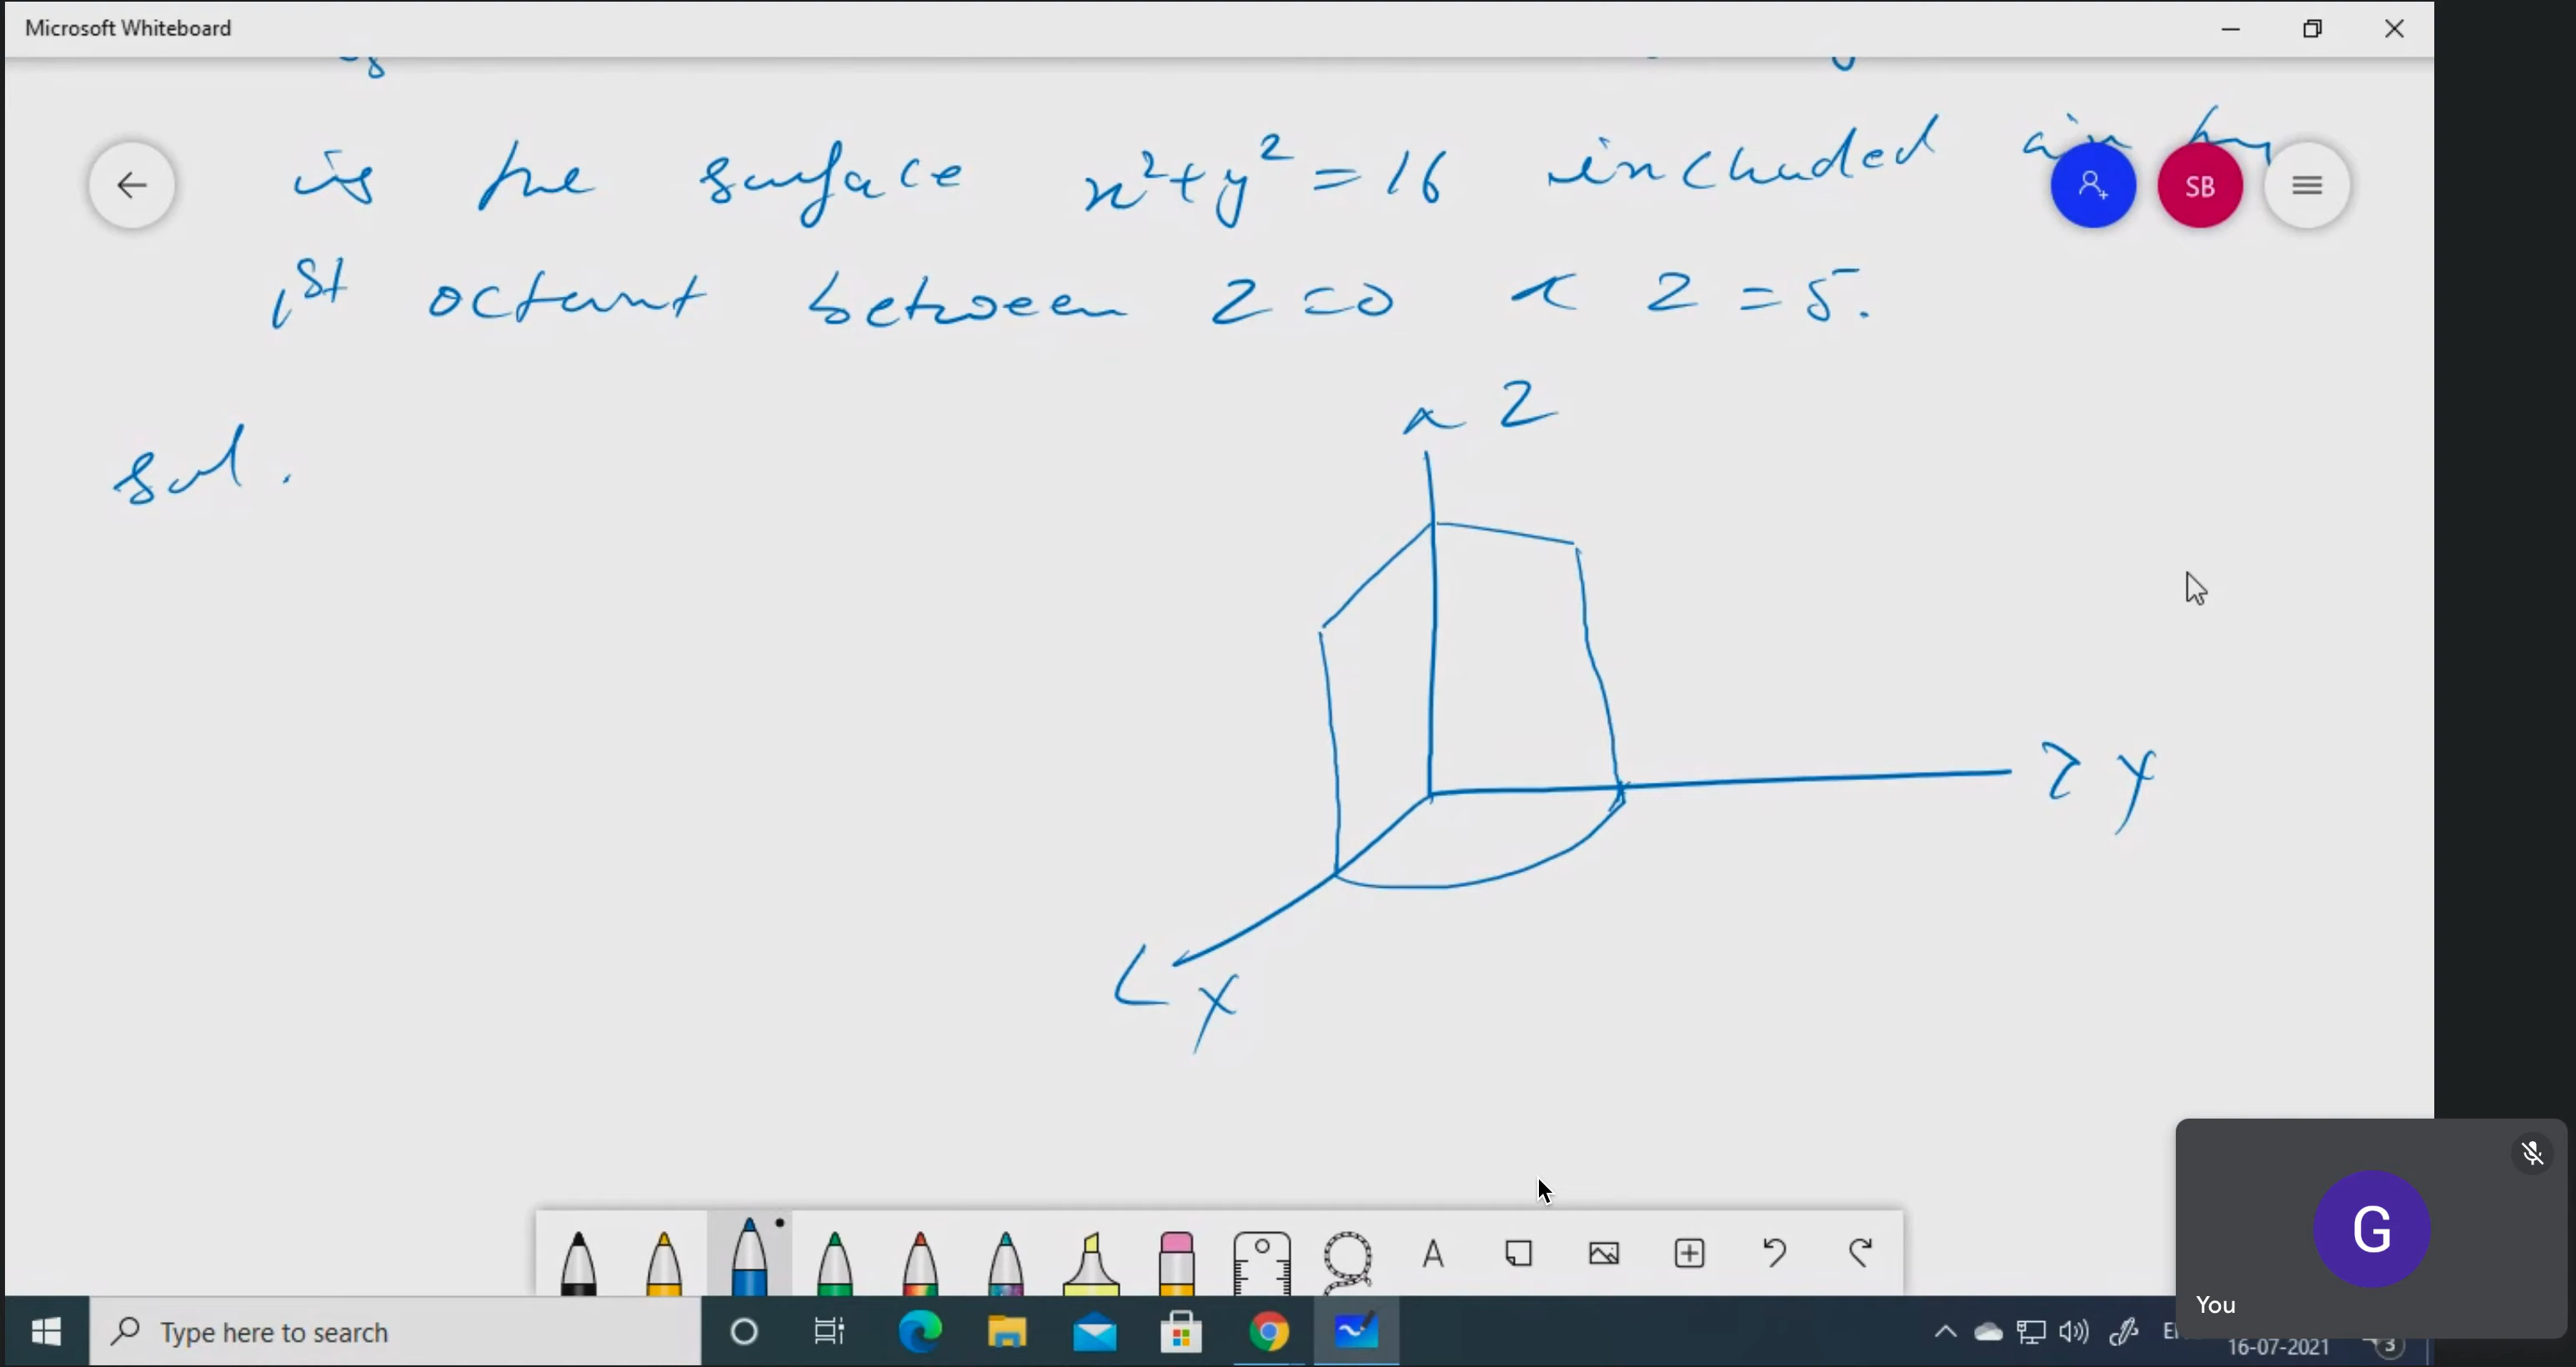 Microsoft Whiteboard
is the surface x²+y²=16 included in the
1st octant between z=0 & z=5.
SB
Sol.
Z
Y
X
A
G
You
Type here to search
16-07-2021
3